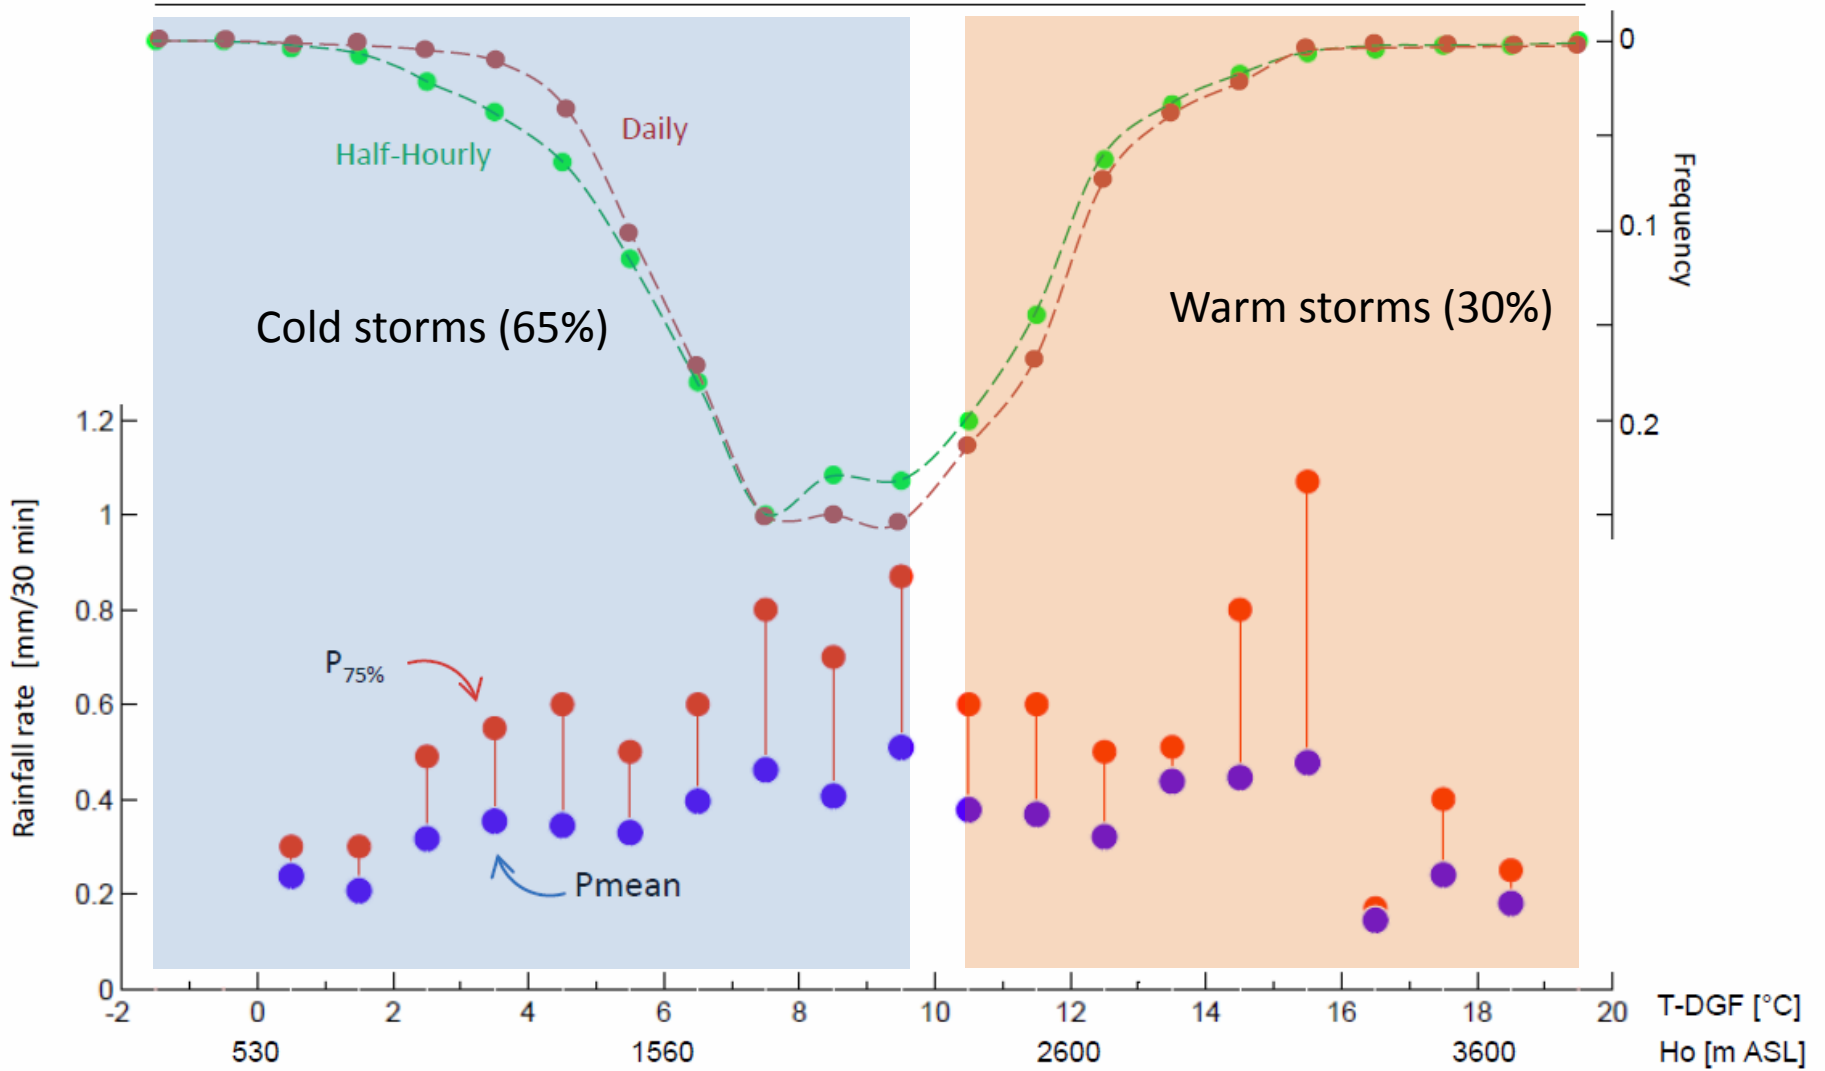 0
Daily
Half-Hourly
Frequency
0.1
Cold storms (65%)
Warm storms (30%)
1.2
0.2
1
0.8
0.6
0.4
0.2
0
Rainfall rate [mm/30 min]
P75%
Pmean
-2 0 2 4 6 8 10 12 14 16 18 20 T-DGF [°C]
530 1560 2600 3600 Ho [m ASL]